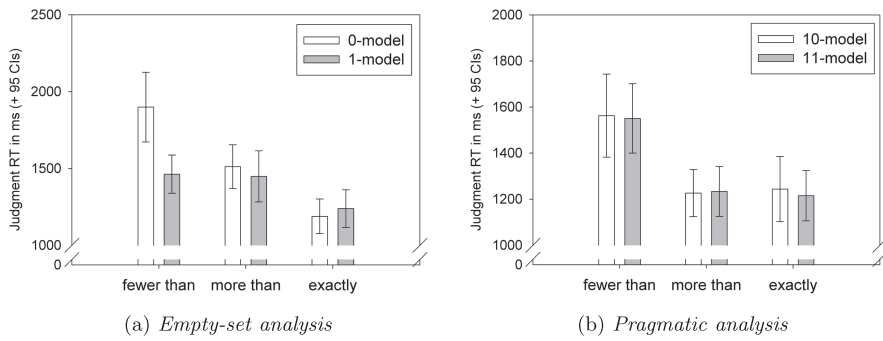 2500
2000
1500
1000
0
Judgment RT in ms (+ 95 CIs)
0-model
1-model
fewer than more than exactly
(a) Empty-set analysis
2000
1800
1600
1400
1200
1000
0
Judgment RT in ms (+ 95 CIs)
10-model
11-model
fewer than more than exactly
(b) Pragmatic analysis